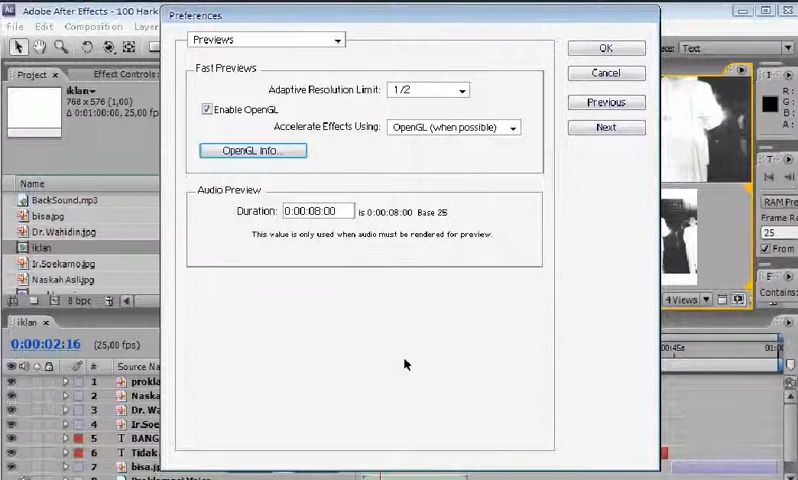 Adobe After Effects - 100 Hark
Preferences
File Edit Composition Layer
Previews
Text
Project × Effect Controls:
iklan
768 x 576 (1,00)
Δ 0:01:00:00, 25,00 fp
Fast Previews
Adaptive Resolution Limit: 1/2
Enable OpenGL
Accelerate Effects Using: OpenGL (when possible)
OpenGL Info...
OK
Cancel
Previous
Next
R :
G :
B :
A :
Audio Preview
Duration: 0:00:08:00 is 0:00:08:00 Base 25
This value is only used when audio must be rendered for preview.
Name
BackSound.mp3
bisa.jpg
Dr. Wahidin.jpg
iklan
Ir.Soekarno.jpg
Naskah Asli.jpg
8 bpc
RAM Pre
Frame Ra
25
From
4 Views
Contains:
iklan ×
0:00:02:16 (25,00 fps)
00:45s 01:00
# Source Na
1 prokla
2 Naska
3 Dr. Wa
4 Ir.Soe
5 T BANG
6 T Tidak
7 bisa.jp